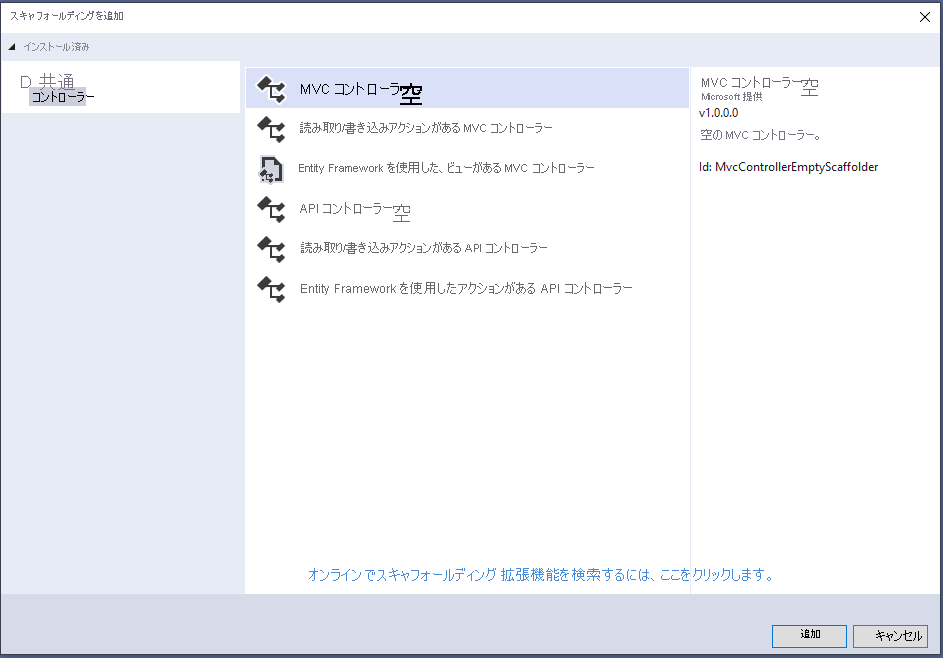 スキャフォールディングを追加
インストール済み
D 共通
コントローラー
MVC コントローラー空
読み取り/書き込みアクションがある MVC コントローラー
Entity Framework を使用した、ビューがある MVC コントローラー
API コントローラー空
読み取り/書き込みアクションがある API コントローラー
Entity Framework を使用したアクションがある API コントローラー
オンラインでスキャフォールディング 拡張機能を検索するには、ここをクリックします。
MVC コントローラー空
Microsoft 提供
v1.0.0.0
空の MVC コントローラー。
Id: MvcControllerEmptyScaffolder
追加
キャンセル